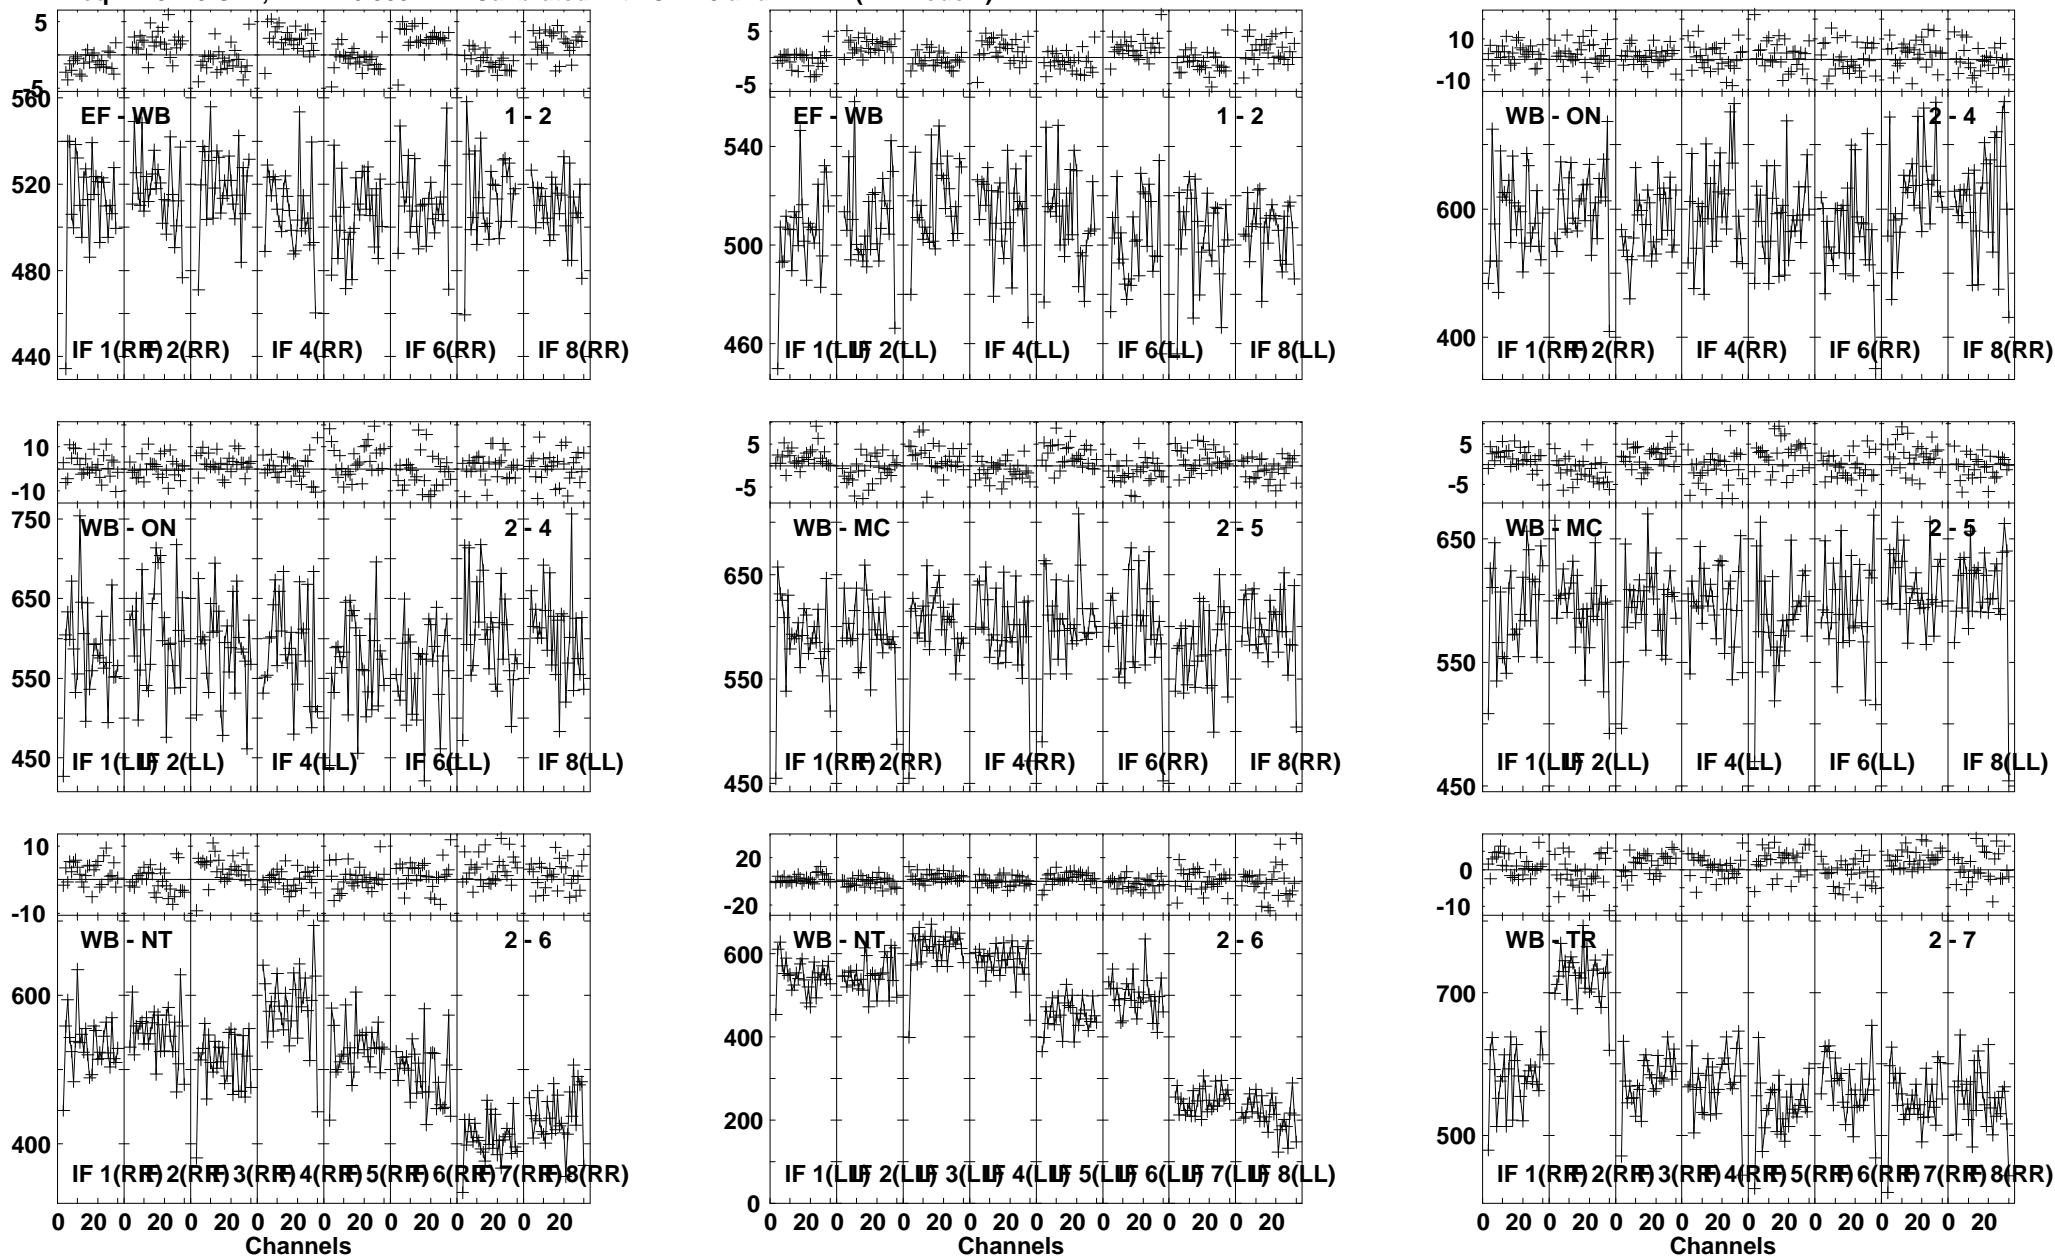 5
-5
560
520
480
440
EF - WB
1 - 2
IF 1(RR)
IF 2(RR)
IF 4(RR)
IF 6(RR)
IF 8(RR)
5
-5
540
500
460
EF - WB
1 - 2
IF 1(LL)
IF 2(LL)
IF 4(LL)
IF 6(LL)
IF 8(LL)
10
-10
600
400
WB - ON
2 - 4
IF 1(RR)
IF 2(RR)
IF 4(RR)
IF 6(RR)
IF 8(RR)
10
-10
750
650
550
450
WB - ON
2 - 4
IF 1(LL)
IF 2(LL)
IF 4(LL)
IF 6(LL)
IF 8(LL)
5
-5
650
550
450
WB - MC
2 - 5
IF 1(RR)
IF 2(RR)
IF 4(RR)
IF 6(RR)
IF 8(RR)
5
-5
650
550
450
WB - MC
2 - 5
IF 1(LL)
IF 2(LL)
IF 4(LL)
IF 6(LL)
IF 8(LL)
10
-10
600
400
WB - NT
2 - 6
IF 1(RR)
IF 2(RR)
IF 3(RR)
IF 4(RR)
IF 5(RR)
IF 6(RR)
IF 7(RR)
IF 8(RR)
0 20 0 20 0 20 0 20 0 20 0 20 0 20 0 20
Channels
20
-20
600
400
200
0
WB - NT
2 - 6
IF 1(LL)
IF 2(LL)
IF 3(LL)
IF 4(LL)
IF 5(LL)
IF 6(LL)
IF 7(LL)
IF 8(LL)
0 20 0 20 0 20 0 20 0 20 0 20 0 20 0 20
Channels
0
-10
700
500
WB - TR
2 - 7
IF 1(RR)
IF 2(RR)
IF 3(RR)
IF 4(RR)
IF 5(RR)
IF 6(RR)
IF 7(RR)
IF 8(RR)
0 20 0 20 0 20 0 20 0 20 0 20 0 20 0 20
Channels